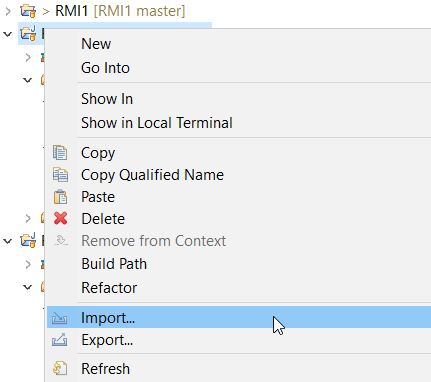 > RMI1 [RMI1 master]
New
Go Into
Show In
Show in Local Terminal
Copy
Copy Qualified Name
Paste
Delete
Remove from Context
Build Path
Refactor
Import...
Export...
Refresh